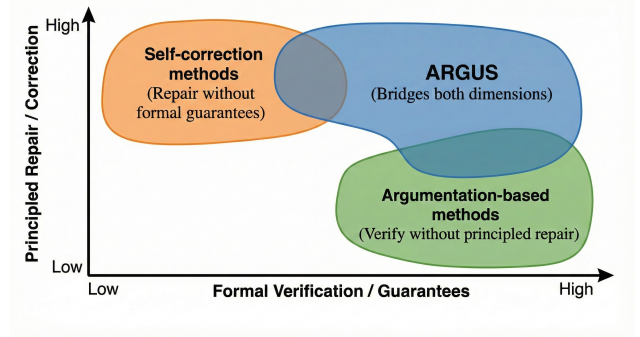 High
Principled Repair / Correction
Low
Self-correction
methods
(Repair without
formal guarantees)
ARGUS
(Bridges both dimensions)
Argumentation-based
methods
(Verify without principled repair)
Low
Formal Verification / Guarantees
High